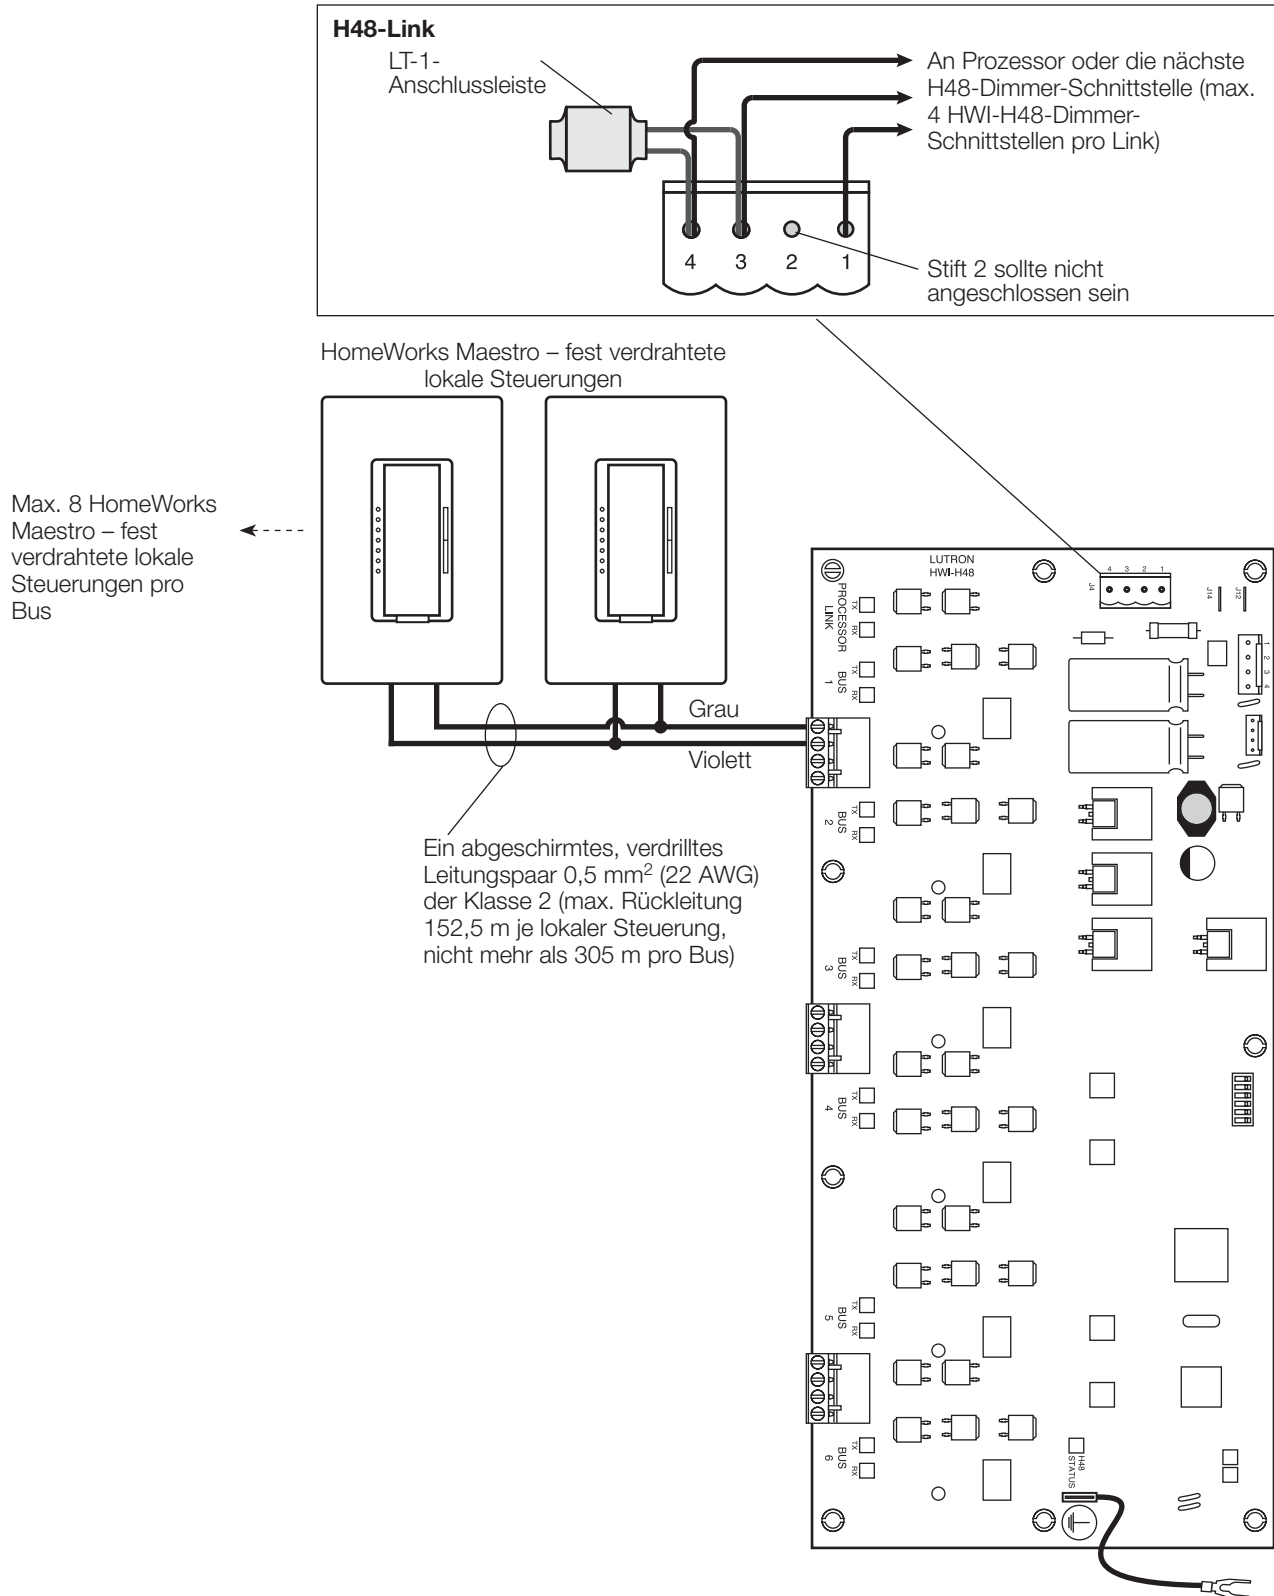 H48-Link
LT-1-
Anschlussleiste
An Prozessor oder die nächste
H48-Dimmer-Schnittstelle (max.
4 HWI-H48-Dimmer-
Schnittstellen pro Link)
4 3 2 1
Stift 2 sollte nicht
angeschlossen sein
HomeWorks Maestro – fest verdrahtete
lokale Steuerungen
Max. 8 HomeWorks
Maestro – fest
verdrahtete lokale
Steuerungen pro
Bus
Grau
Violett
Ein abgeschirmtes, verdrilltes
Leitungspaar 0,5 mm² (22 AWG)
der Klasse 2 (max. Rückleitung
152,5 m je lokaler Steuerung,
nicht mehr als 305 m pro Bus)
LUTRON
HWI-H48
J4
4 3 2 1
J14
J12
1
2
3
4
PROCESSOR
LINK
TX
RX
BUS
1
TX
RX
BUS
2
TX
RX
BUS
3
TX
RX
BUS
4
TX
RX
BUS
5
TX
RX
BUS
6
TX
RX
H48
STATUS